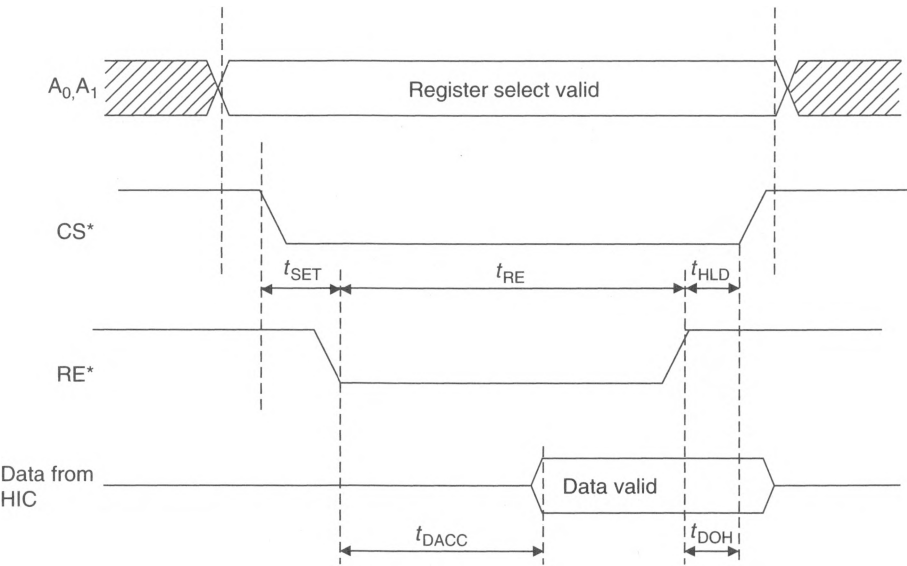 A0,A1
Register select valid
CS*
tSET
tRE
tHLD
RE*
Data from
HIC
Data valid
tDACC
tDOH